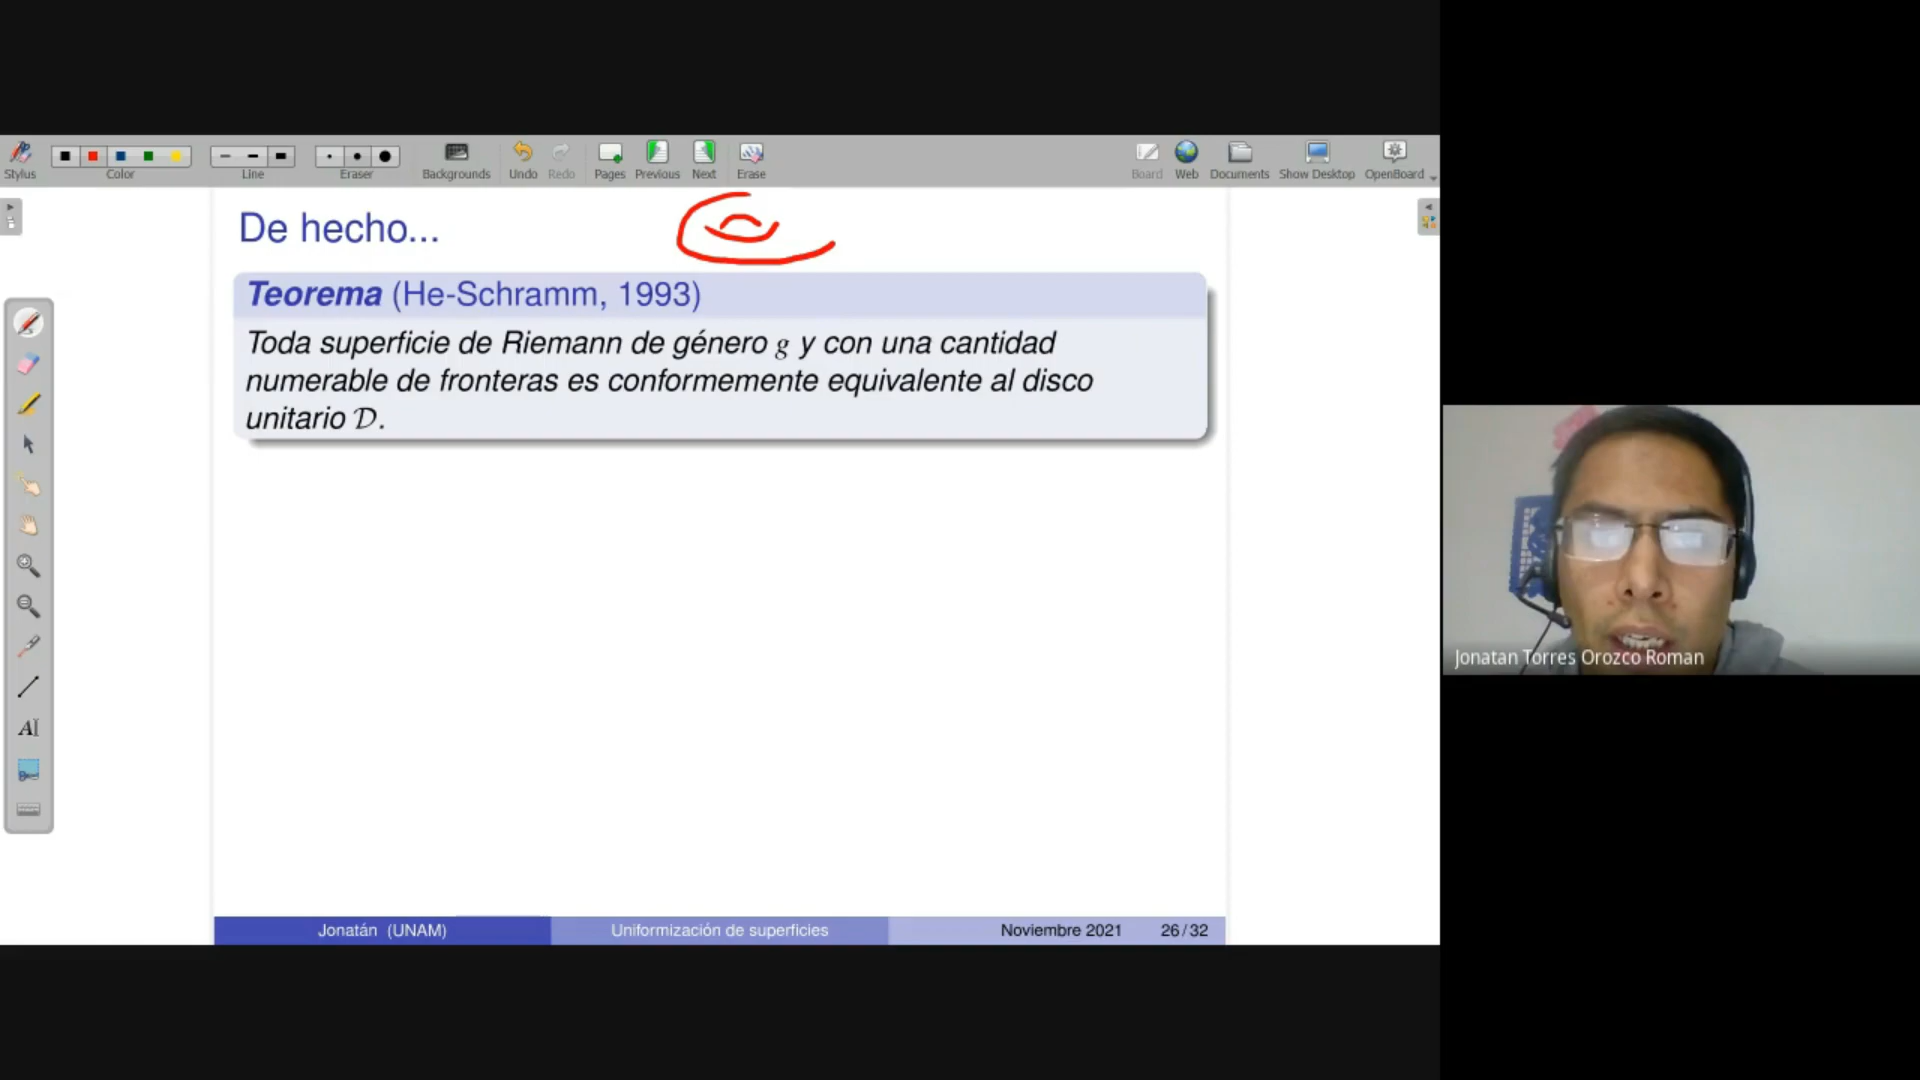 Stylus
Color
Line
Eraser
Backgrounds
Undo
Redo
Pages
Previous
Next
Erase
Board
Web
Documents
Show Desktop
OpenBoard
De hecho...
Teorema (He-Schramm, 1993)
Toda superficie de Riemann de género g y con una cantidad
numerable de fronteras es conformemente equivalente al disco
unitario D.
Jonatán (UNAM)
Uniformización de superficies
Noviembre 2021
26/32
Jonatan Torres Orozco Roman